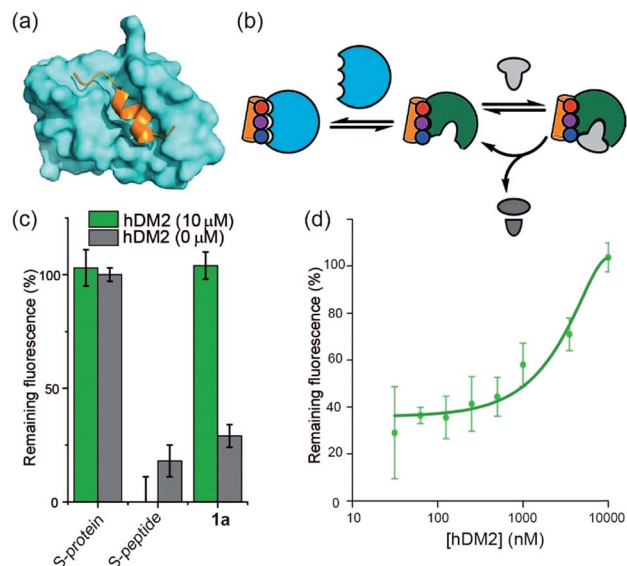 (a)
(b)
(c)
hDM2 (10 μM)
hDM2 (0 μM)
Remaining fluorescence (%)
100
50
0
S-protein
S-peptide
1a
(d)
Remaining fluorescence (%)
100
80
60
40
20
0
10
100
1000
10000
[hDM2] (nM)